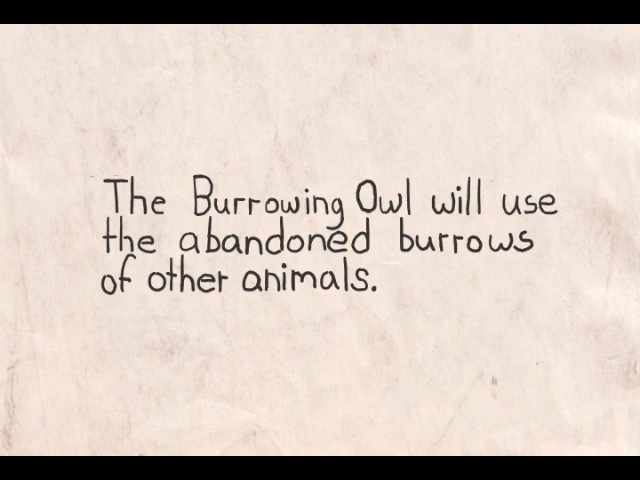 The Burrowing Owl will use
the abandoned burrows
of other animals.